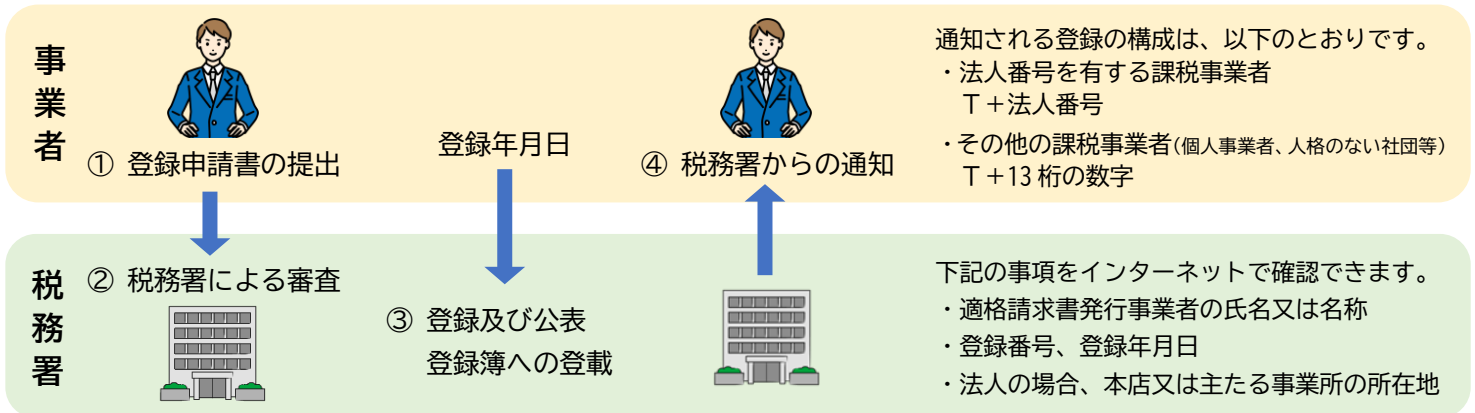 事業者
① 登録申請書の提出
登録年月日
④ 税務署からの通知
通知される登録の構成は、以下のとおりです。
・法人番号を有する課税事業者
Ｔ＋法人番号
・その他の課税事業者(個人事業者、人格のない社団等)
Ｔ＋13桁の数字
税務署
② 税務署による審査
③ 登録及び公表
登録簿への登載
下記の事項をインターネットで確認できます。
・適格請求書発行事業者の氏名又は名称
・登録番号、登録年月日
・法人の場合、本店又は主たる事業所の所在地